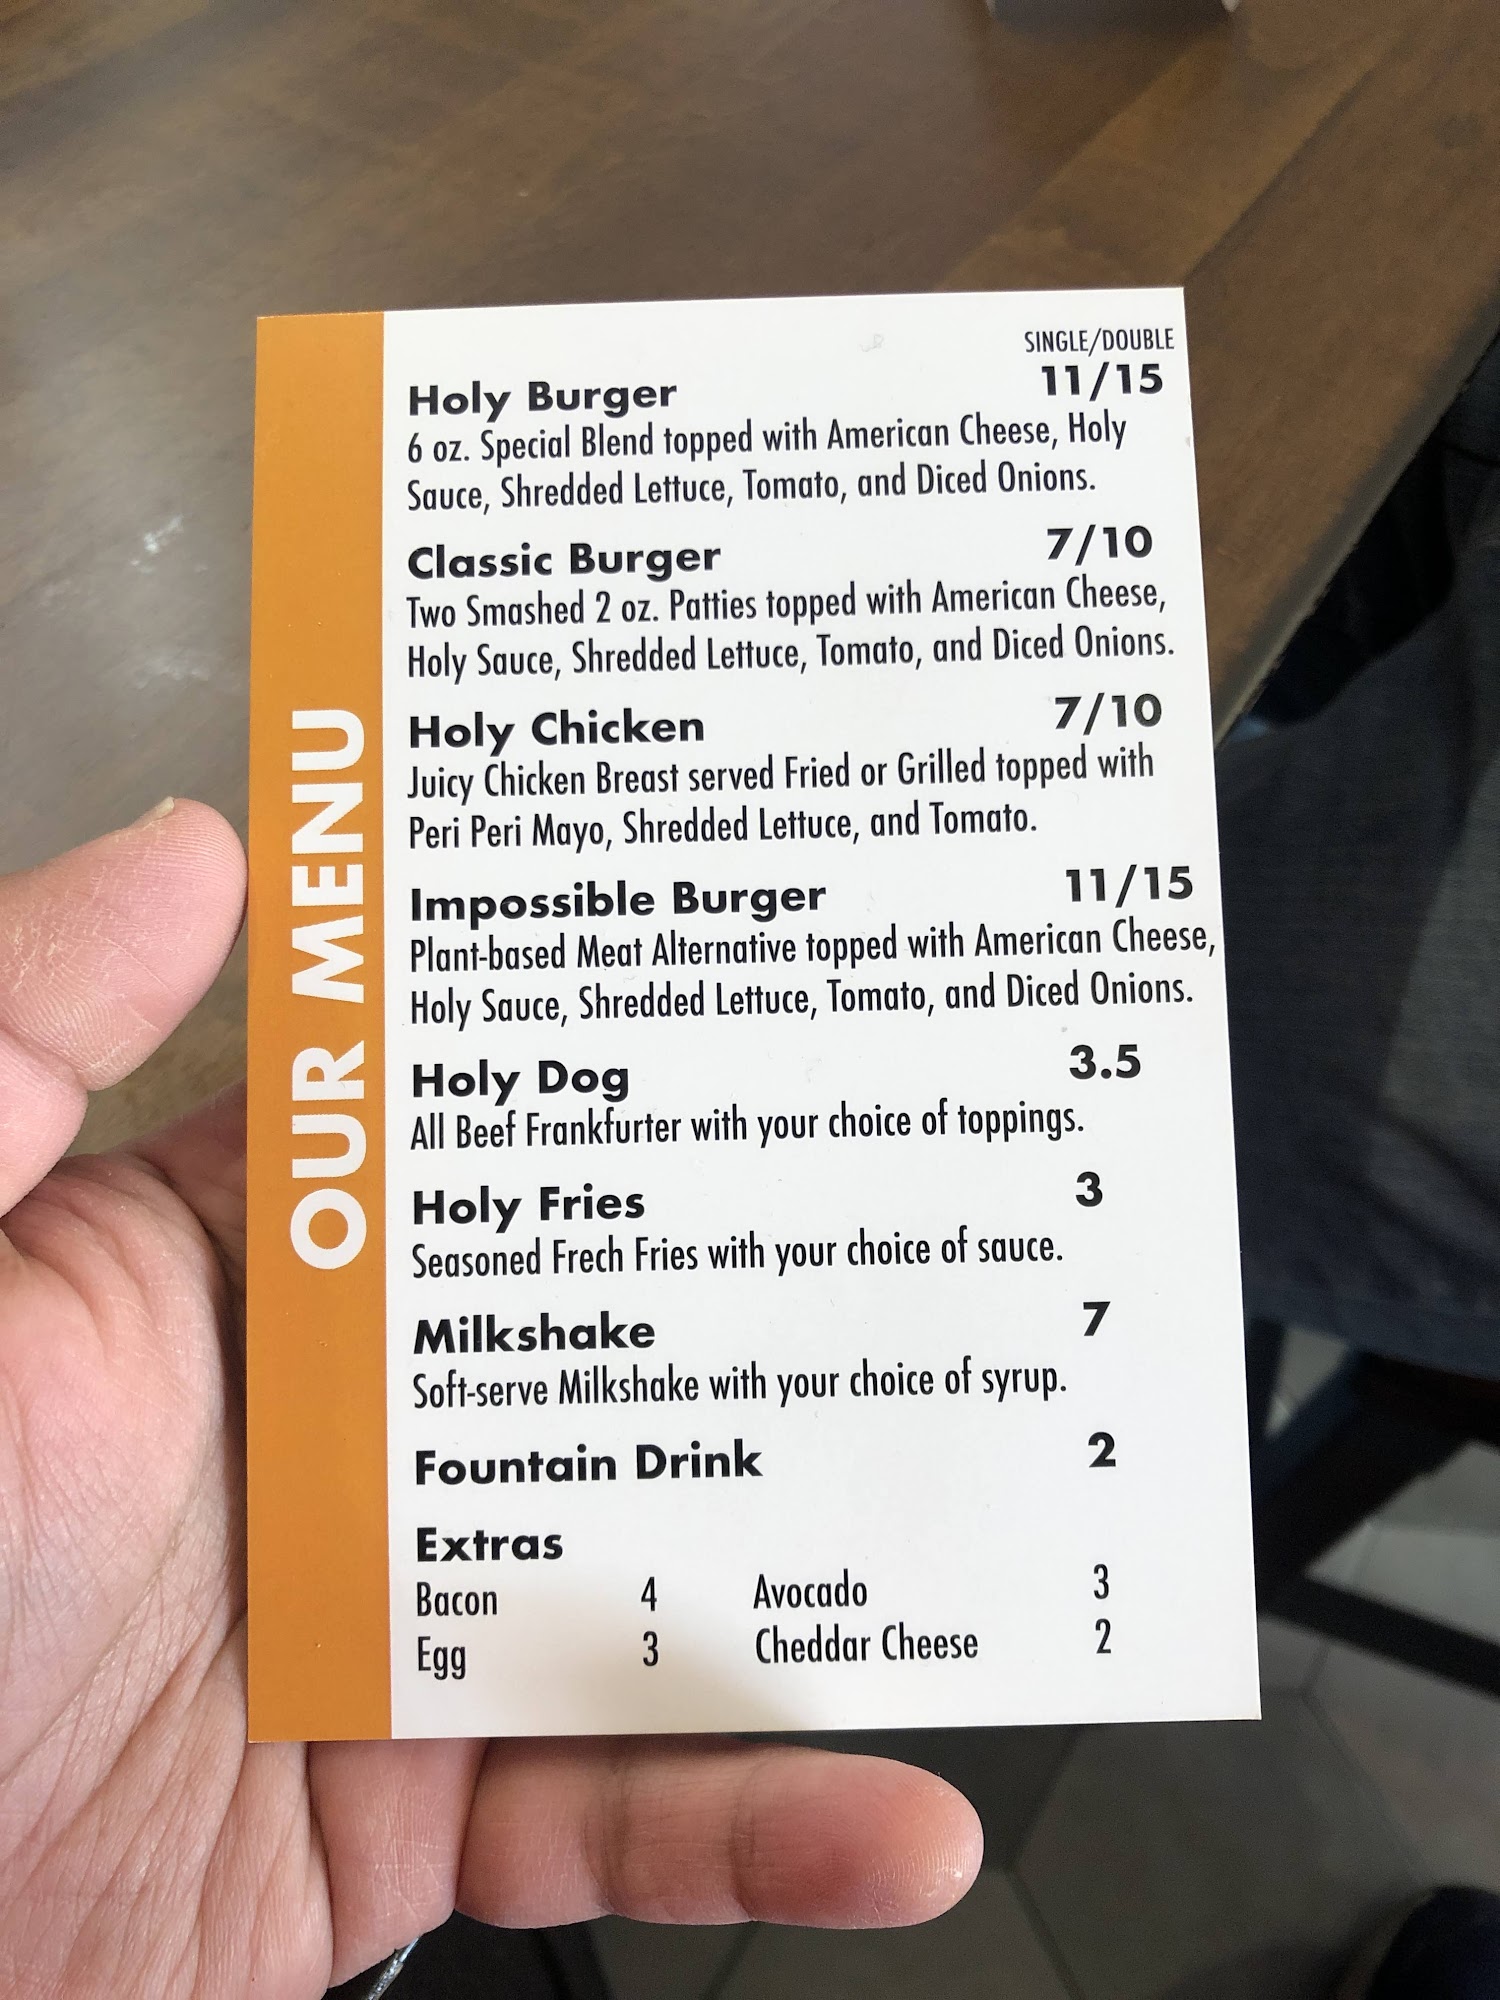 OUR MENU
SINGLE/DOUBLE
Holy Burger 11/15
6 oz. Special Blend topped with American Cheese, Holy
Sauce, Shredded Lettuce, Tomato, and Diced Onions.
Classic Burger 7/10
Two Smashed 2 oz. Patties topped with American Cheese,
Holy Sauce, Shredded Lettuce, Tomato, and Diced Onions.
Holy Chicken 7/10
Juicy Chicken Breast served Fried or Grilled topped with
Peri Peri Mayo, Shredded Lettuce, and Tomato.
Impossible Burger 11/15
Plant-based Meat Alternative topped with American Cheese,
Holy Sauce, Shredded Lettuce, Tomato, and Diced Onions.
Holy Dog 3.5
All Beef Frankfurter with your choice of toppings.
Holy Fries 3
Seasoned Frech Fries with your choice of sauce.
Milkshake 7
Soft-serve Milkshake with your choice of syrup.
Fountain Drink 2
Extras
Bacon 4 Avocado 3
Egg 3 Cheddar Cheese 2